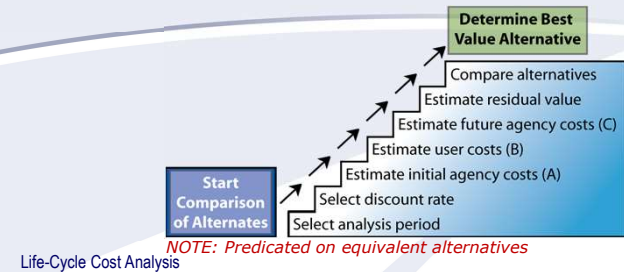 Determine Best
Value Alternative
Compare alternatives
Estimate residual value
Estimate future agency costs (C)
Estimate user costs (B)
Estimate initial agency costs (A)
Select discount rate
Select analysis period
Start
Comparison
of Alternates
NOTE: Predicated on equivalent alternatives
Life-Cycle Cost Analysis